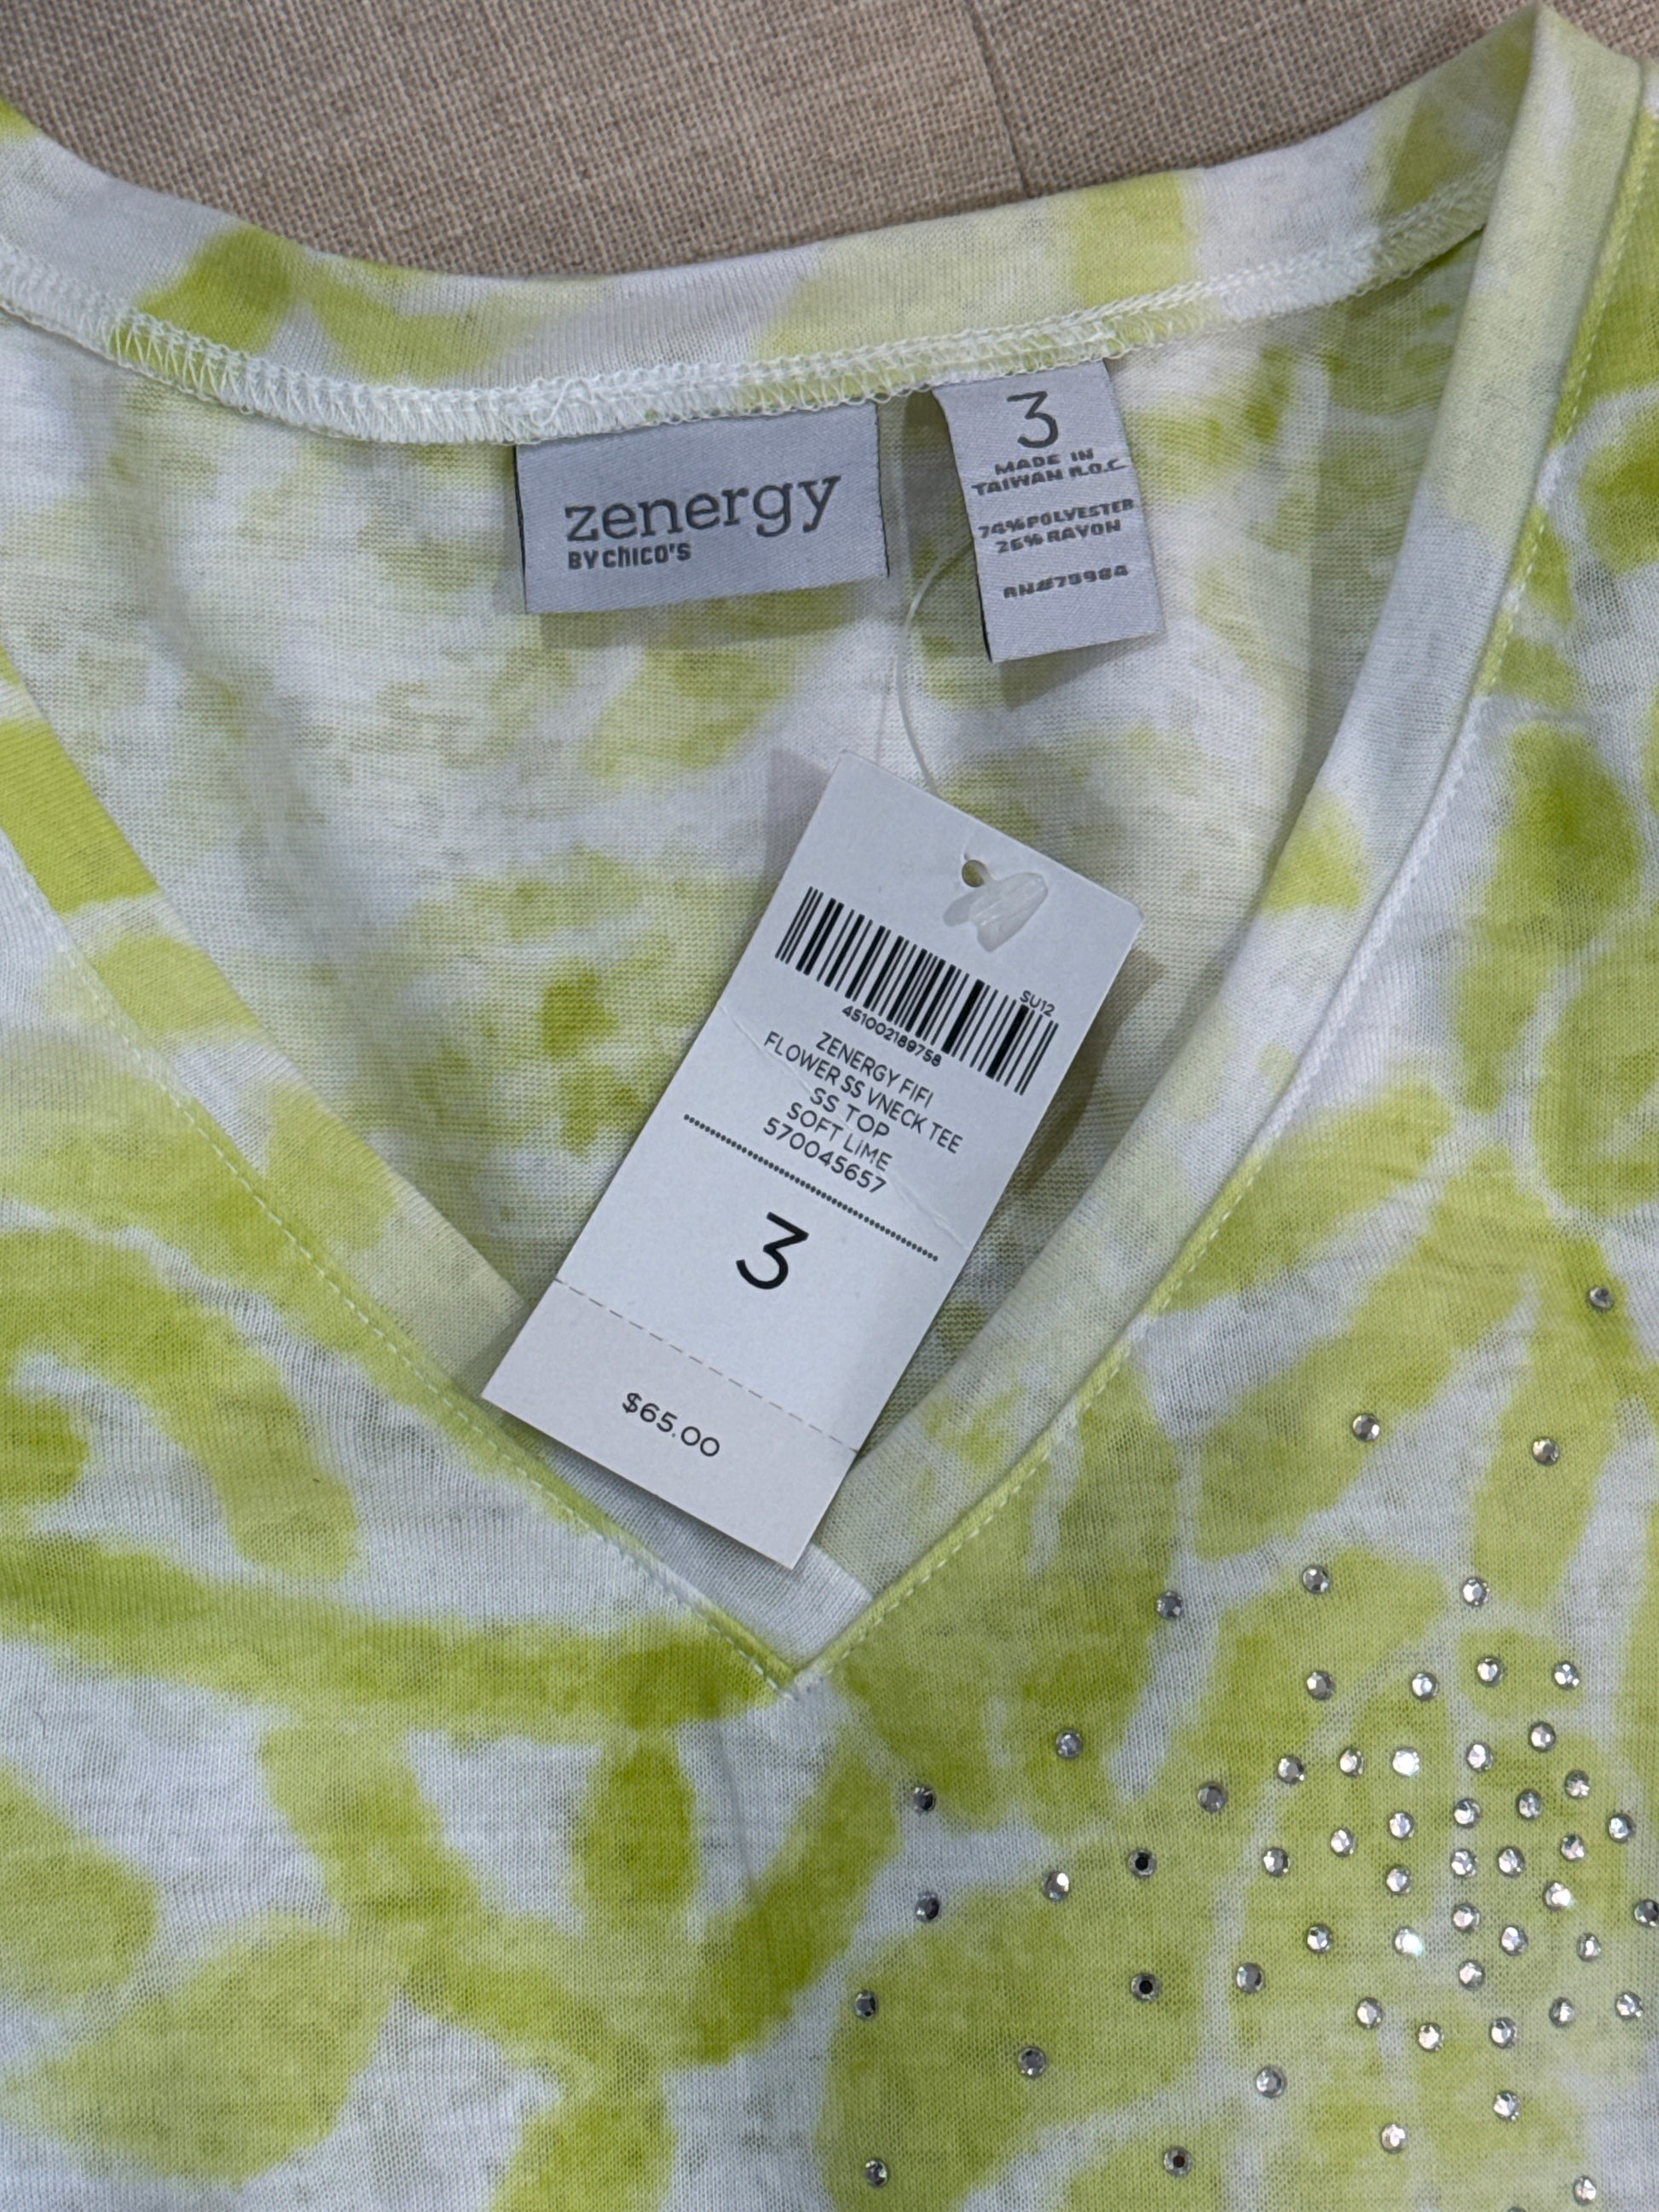 zenergy
BY CHICO'S
3
MADE IN
TAIWAN R.O.C
74% POLYESTER
26% RAYON
RN#79984
SU12
451002189758
ZENERGY FIFI
FLOWER SS VNECK TEE
SS TOP
SOFT LIME
570045657
3
$65.00